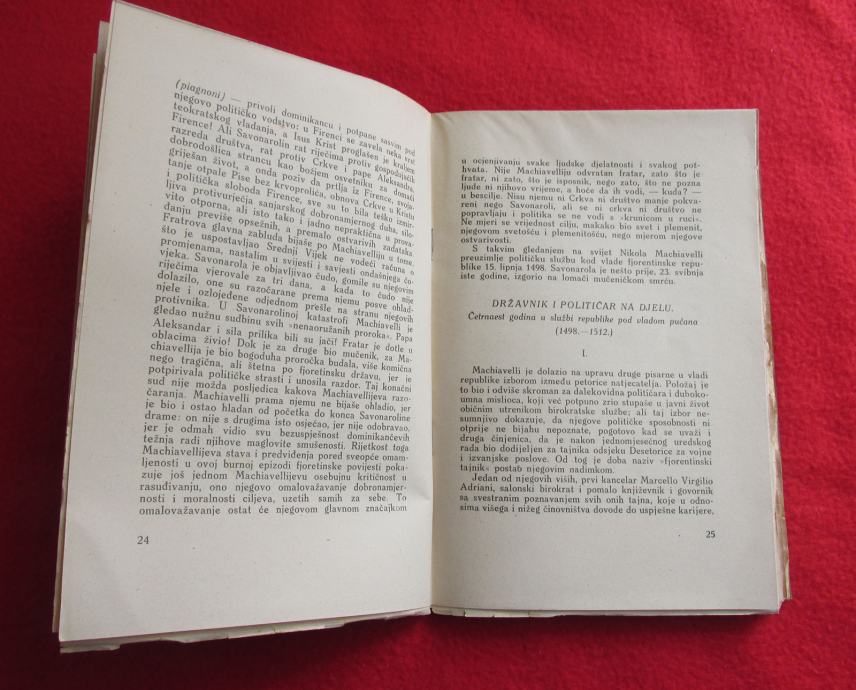 (piagnoni) — privoli dominikancu i potpane sasvim pod
njegovo političko vodstvo: u Firenci se zavela neka vrst
teokratskog vladanja, a Isus Krist proglašen je kraljem
Firence! Ali Savonarolin rat riječima protiv gospodujućih
razreda društva, rat protiv Crkve i pape Aleksandra,
dobrodošlica strancu kao božjem osvetniku za domaći
griješan život, a onda poziv da prtlja iz Firence, svoja-
tanje otpale Pise bez krvoprolića, obnova Crkve u Kristu
i politička sloboda Firence, sve su to bila teško izmir-
ljiva protivurječja sanjarskog dobronamjernog duha, silo-
vito otporna, ali isto tako i jadno nepraktična u prova-
đanju previše opsežnih, a premalo ostvarivih zadataka.
Fratrova glavna zabluda bijaše po Machiavelliju u tome,
što je uspostavljao Srednji Vijek ne vodeći računa o
promjenama, nastalim u svijesti i savjesti ondašnjega čo-
vjeka. Savonarola je objavljivao čudo, gomile su njegovim
riječima vjerovale za tri dana, a kada to čudo nije
dolazilo, one su razočarane prema njemu posve ohlad-
njele i ozlojeđene odjednom prešle na stranu njegovih
protivnika. U Savonarolinoj katastrofi Machiavelli je
gledao nužnu sudbinu svih »nenaoružanih proroka«. Papa
Aleksandar i sila prilika bili su jači! Fratar je dotle u
oblacima živio! Dok je za druge bio mučenik, za Ma-
chiavellija je bio bogoduha proročka budala, više komična
nego tragična, ali štetna po fjoretinsku državu, jer je
potpirivala političke strasti i unosila razdor. Taj konačni
sud nije možda posljedica kakova Machiavellijeva razo-
čaranja. Machiavelli prama njemu ne bijaše ohladio, jer
je bio i ostao hladan od početka do konca Savonaroline
drame: on nije s drugima isto osjećao, jer nije odobravao,
jer je odmah vidio svu bezuspješnost dominikančevih
težnja radi njihove maglovite smušenosti. Rijetkost toga
Machiavellijeva stava i predviđenja pored sveopće omam-
ljenosti u ovoj burnoj epizodi fjoretinske povijesti poka-
zuje još jednom Machiavellijevu osebujnu kritičnost u
rasuđivanju, ono njegovo omalovažavanje dobronamjer-
nosti i moralnosti ciljeva, uzetih samih za sebe. To
omalovažavanje ostat će njegovom glavnom značajkom
24
u ocjenjivanju svake ljudske djelatnosti i svakog pot-
hvata. Nije Machiavelliju odvratan fratar, zato što je
fratar, ni zato, što je isposnik, nego zato, što ne pozna
ljude ni njihovo vrijeme, a hoće da ih vodi, — kuda? —
u bescilje. Nisu njemu ni Crkva ni društvo manje pokva-
reni nego Savonaroli, ali se ni crkva ni društvo ne
popravljaju i politika se ne vodi a »krunicom u ruci«.
Ne mjeri se vrijednost cilju, makako bio svet i plemenit,
njegovom svetošću i plemenitošću, nego mjerom njegove
ostvarivosti.
S takvim gledanjem na svijet Nikola Machiavelli
preuzimlje političku službu kod vlade fjorentinske repu-
blike 15. lipnja 1498. Savonarola je nešto prije, 23. svibnja
iste godine, izgorio na lomači mučeničkom smrću.
DRŽAVNIK I POLITIČAR NA DJELU.
Četrnaest godina u službi republike pod vladom pučana
(1498.—1512.)
I.
Machiavelli je dolazio na upravu druge pisarne u vladi
republike izborom između petorice natjecatelja. Položaj je
to bio i odviše skroman za dalekovidna političara i duboko-
umna mislioca, koji već potpuno zrio stupaše u javni život
običnim utrenikom birokratske službe; ali taj izbor ne-
sumnjivo dokazuje, da njegove političke sposobnosti ni
otprije ne bijahu nepoznate, pogotovo kad se uvaži i
druga činjenica, da je nakon jednomjesečnog uredskog
rada bio dodijeljen za tajnika odsjeku Desetorice za vojne
i izvanjske poslove. Od tog je doba naziv »fjorentinski
tajnik« postab njegovim nadimkom.
Jedan od njegovih viših, prvi kancelar Marcello Virgilio
Adriani, salonski birokrat i pomalo književnik i govornik
sa svestranim poznavanjem svih onih tajna, koje u odno-
sima višega i nižeg činovništva dovode do uspješne karijere,
25